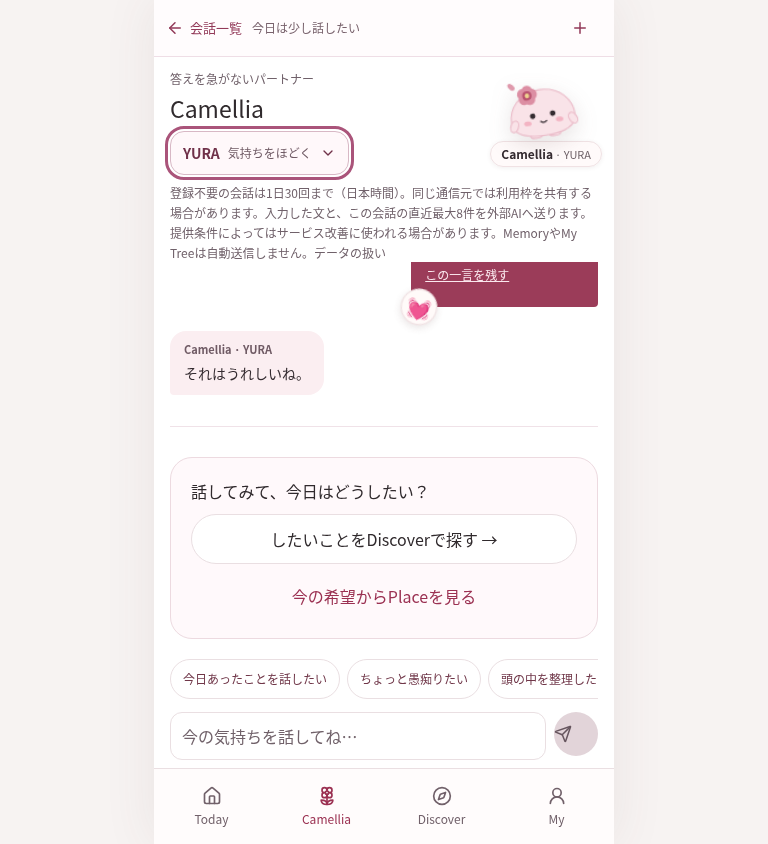 会話一覧 今日は少し話したい
答えを急がないパートナー
Camellia
Camellia · YURA
YURA 気持ちをほどく
登録不要の会話は1日30回まで（日本時間）。同じ通信元では利用枠を共有する
場合があります。入力した文と、この会話の直近最大8件を外部AIへ送ります。
提供条件によってはサービス改善に使われる場合があります。MemoryやMy
Treeは自動送信しません。データの扱い
この一言を残す
Camellia · YURA
それはうれしいね。
話してみて、今日はどうしたい？
したいことをDiscoverで探す →
今の希望からPlaceを見る
今日あったことを話したい ちょっと愚痴りたい 頭の中を整理した
今の気持ちを話してね…
Today Camellia Discover My